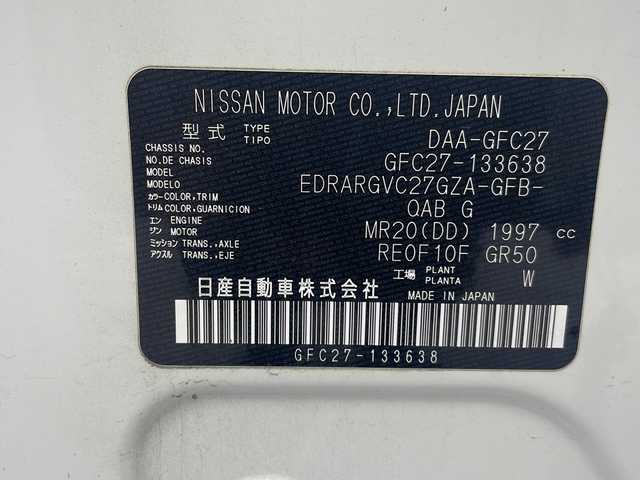 NISSAN MOTOR CO.,LTD.JAPAN
型式 TYPE TIPO DAA-GFC27
CHASSIS NO. NO.DE CHASIS GFC27-133638
MODEL MODELO EDRARGVC27GZA-GFB-
カラー COLOR,TRIM トリム COLOR,GUARNICION QAB G
エンジン ENGINE MOTOR MR20(DD) 1997 cc
ミッション TRANS.,AXLE アクスル TRANS.,EJE RE0F10F GR50
工場 PLANT PLANTA W
日産自動車株式会社 MADE IN JAPAN
GFC27-133638